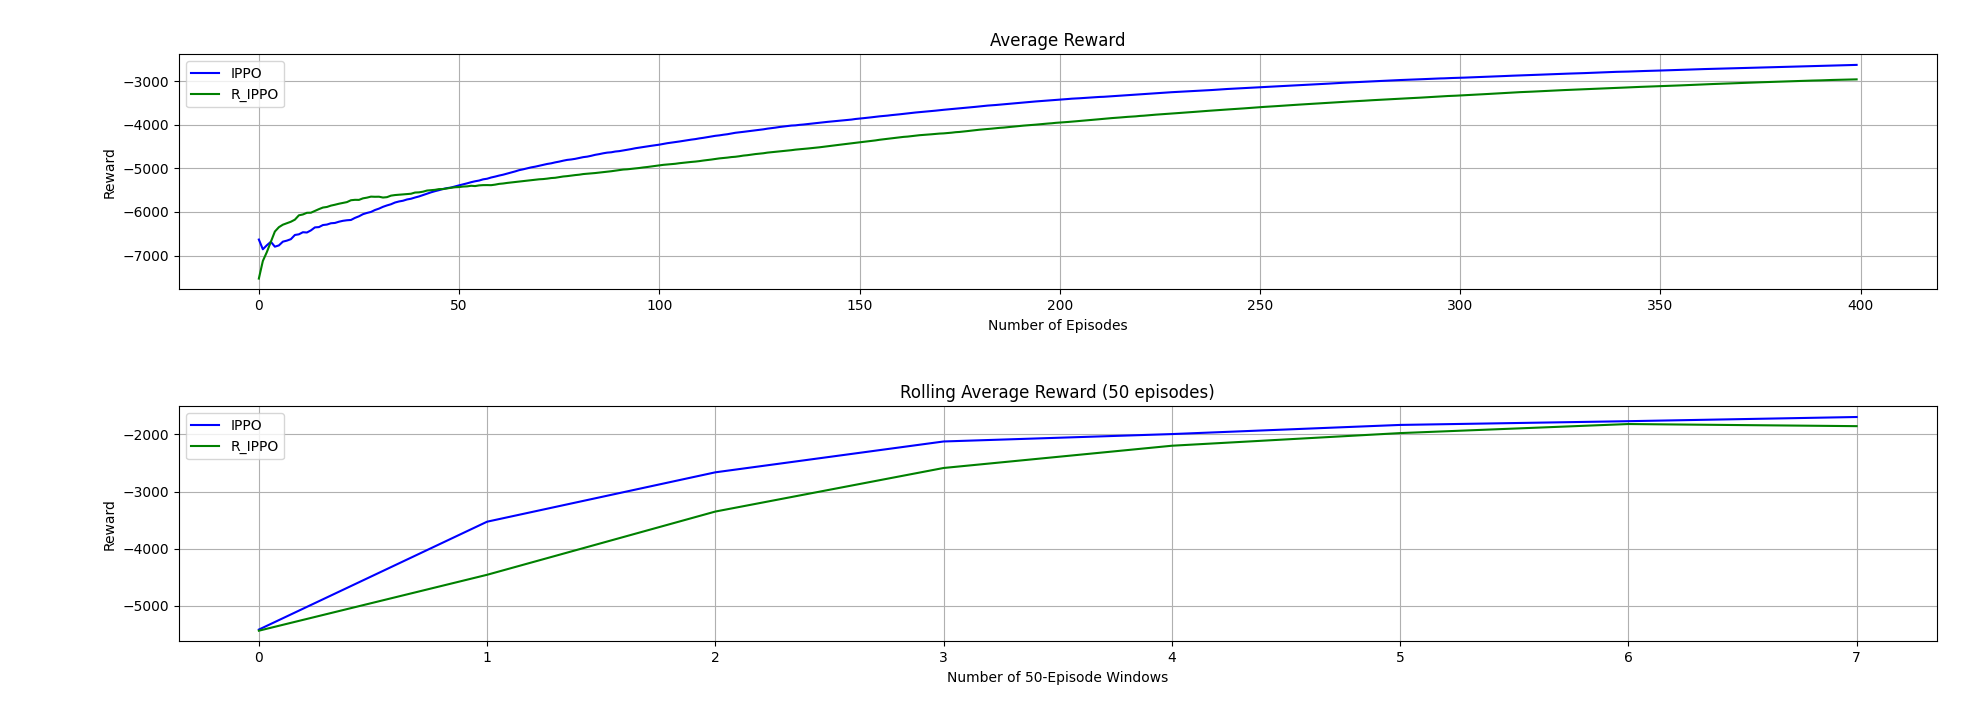 Average Reward
IPPO
R_IPPO
−3000
−4000
−5000
−6000
−7000
Reward
0 50 100 150 200 250 300 350 400
Number of Episodes
Rolling Average Reward (50 episodes)
IPPO
R_IPPO
−2000
−3000
−4000
−5000
Reward
0 1 2 3 4 5 6 7
Number of 50-Episode Windows